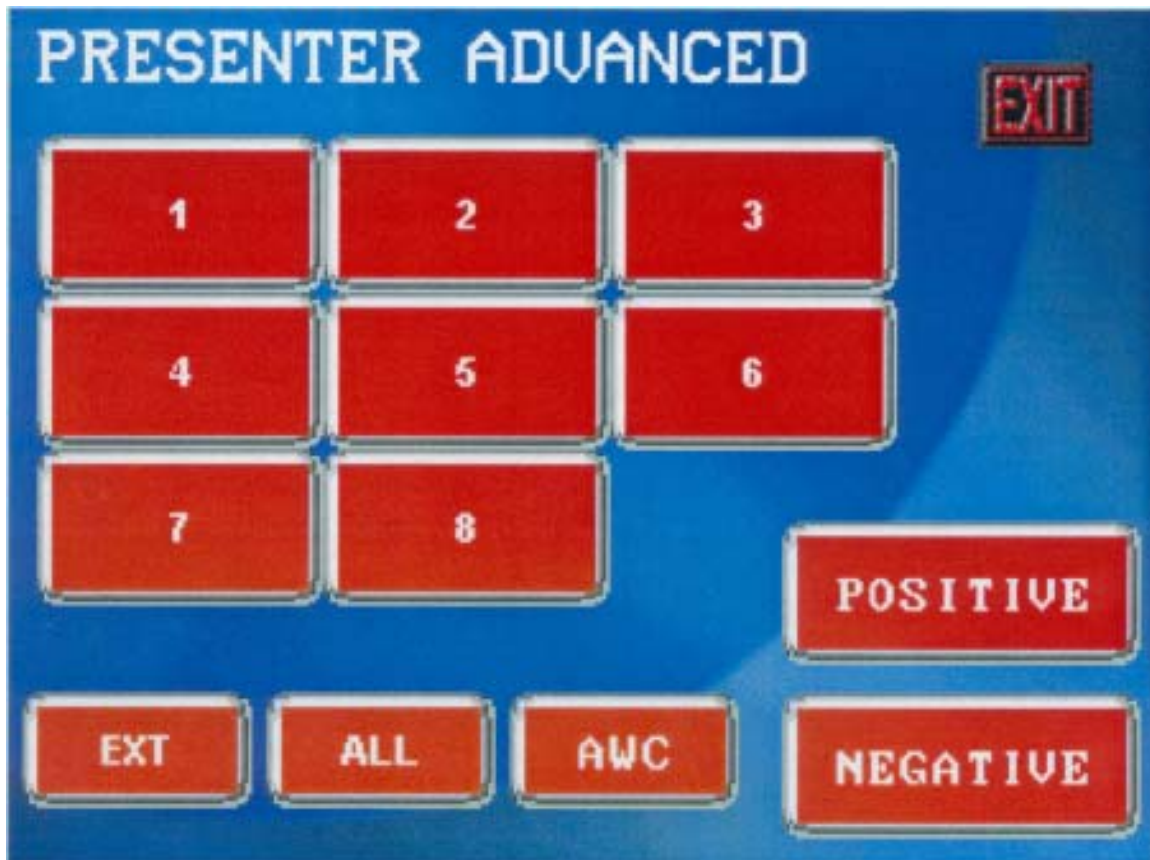 PRESENTER ADVANCED
EXIT
1 2 3
4 5 6
7 8
POSITIVE
EXT ALL AWC
NEGATIVE